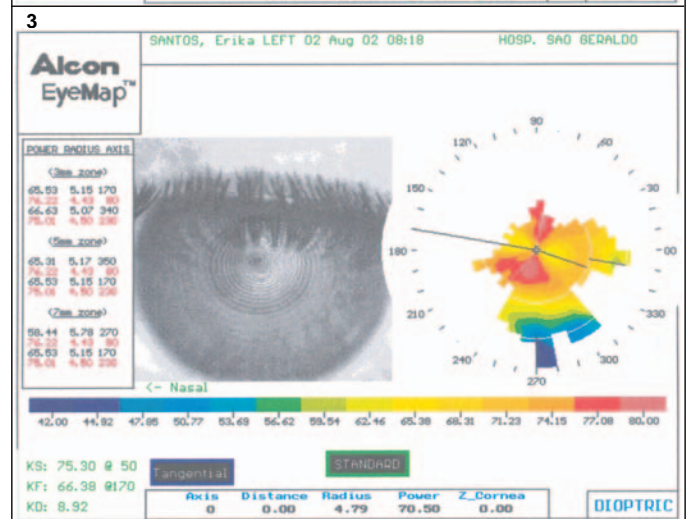 3
SANTOS, Erika LEFT 02 Aug 02 08:18 HOSP. SAO GERALDO
Alcon
EyeMap™
POWER RADIUS AXIS
(3mm zone)
65.53 5.15 170
76.22 4.43 80
66.63 5.07 340
75.01 4.50 230
(5mm zone)
65.31 5.17 350
76.22 4.43 80
65.53 5.15 170
75.01 4.50 230
(7mm zone)
58.44 5.78 270
76.22 4.43 80
65.53 5.15 170
75.01 4.50 230
90
120 60
150 30
180 00
210 330
240 300
270
<- Nasal
42.00 44.92 47.85 50.77 53.69 56.62 59.54 62.46 65.38 68.31 71.23 74.15 77.08 80.00
KS: 75.30 @ 50
KF: 66.38 @170
KD: 8.92
Tangential
STANDARD
Axis Distance Radius Power Z_Cornea
0 0.00 4.79 70.50 0.00
DIOPTRIC